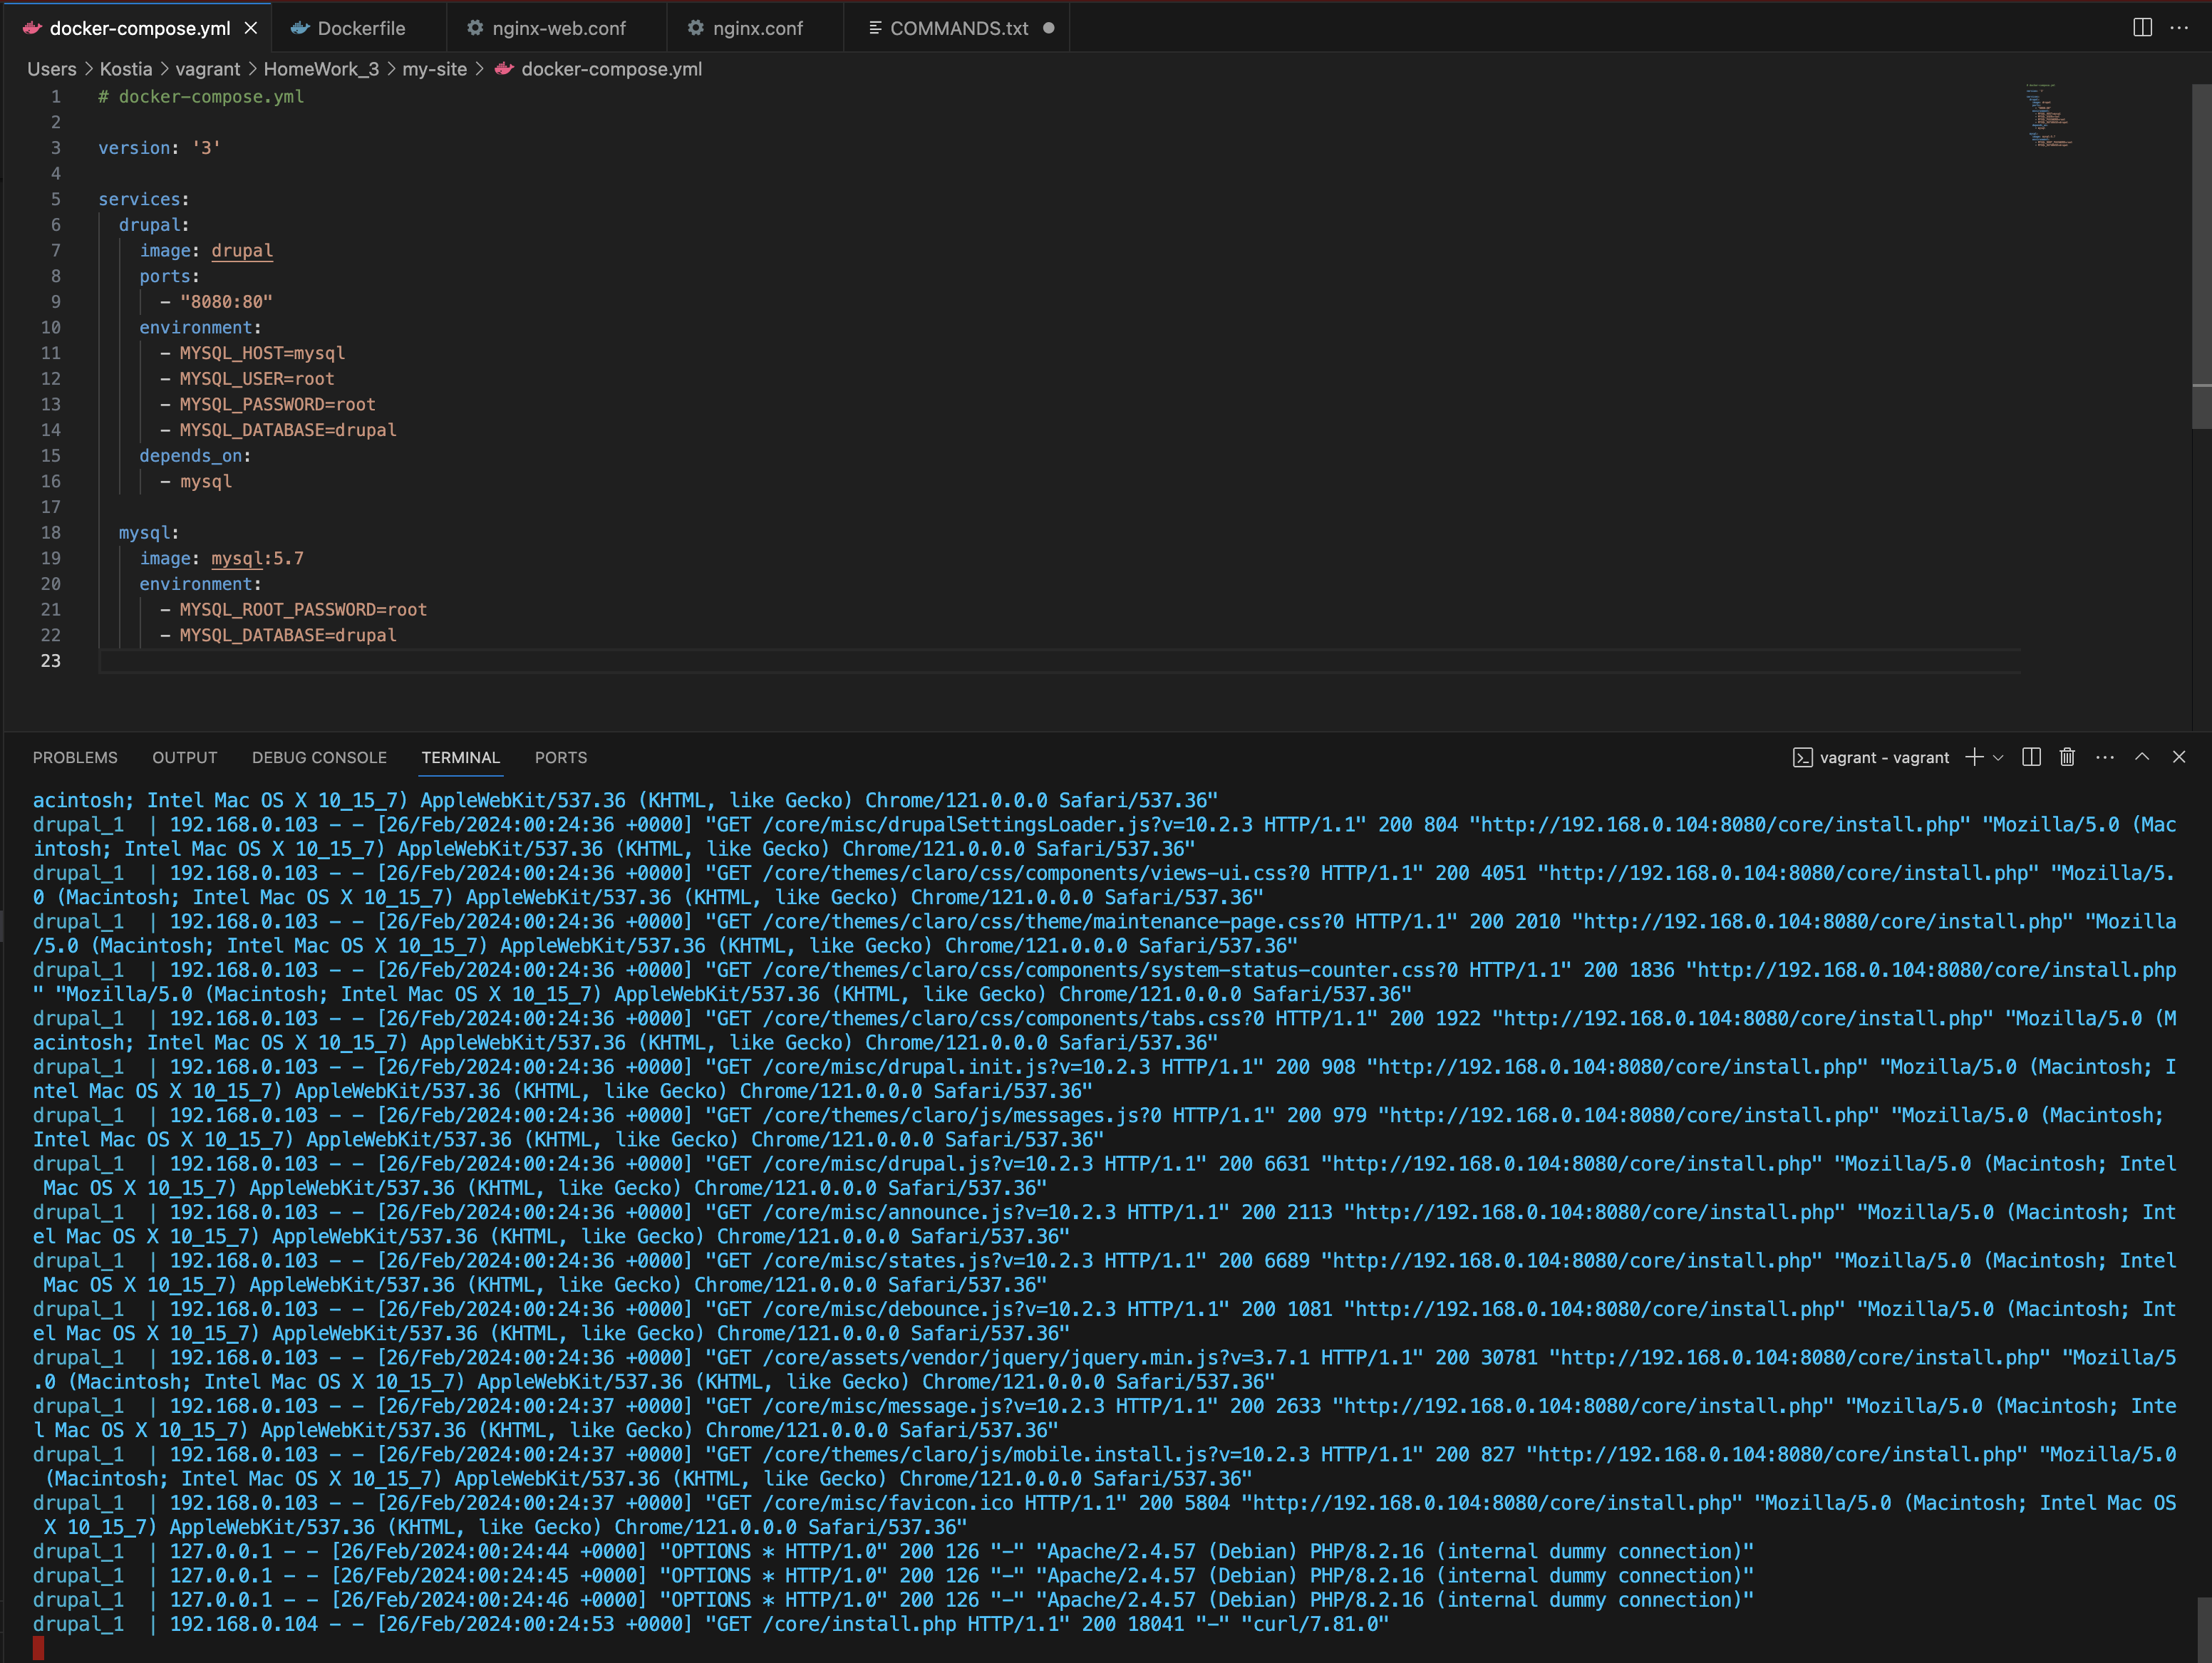 docker-compose.yml Dockerfile nginx-web.conf nginx.conf COMMANDS.txt
Users > Kostia > vagrant > HomeWork_3 > my-site > docker-compose.yml
1 # docker-compose.yml
2
3 version: '3'
4
5 services:
6 drupal:
7 image: drupal
8 ports:
9 - "8080:80"
10 environment:
11 - MYSQL_HOST=mysql
12 - MYSQL_USER=root
13 - MYSQL_PASSWORD=root
14 - MYSQL_DATABASE=drupal
15 depends_on:
16 - mysql
17
18 mysql:
19 image: mysql:5.7
20 environment:
21 - MYSQL_ROOT_PASSWORD=root
22 - MYSQL_DATABASE=drupal
23
PROBLEMS OUTPUT DEBUG CONSOLE TERMINAL PORTS vagrant - vagrant
acintosh; Intel Mac OS X 10_15_7) AppleWebKit/537.36 (KHTML, like Gecko) Chrome/121.0.0.0 Safari/537.36"
drupal_1 | 192.168.0.103 - - [26/Feb/2024:00:24:36 +0000] "GET /core/misc/drupalSettingsLoader.js?v=10.2.3 HTTP/1.1" 200 804 "http://192.168.0.104:8080/core/install.php" "Mozilla/5.0 (Mac
intosh; Intel Mac OS X 10_15_7) AppleWebKit/537.36 (KHTML, like Gecko) Chrome/121.0.0.0 Safari/537.36"
drupal_1 | 192.168.0.103 - - [26/Feb/2024:00:24:36 +0000] "GET /core/themes/claro/css/components/views-ui.css?0 HTTP/1.1" 200 4051 "http://192.168.0.104:8080/core/install.php" "Mozilla/5.
0 (Macintosh; Intel Mac OS X 10_15_7) AppleWebKit/537.36 (KHTML, like Gecko) Chrome/121.0.0.0 Safari/537.36"
drupal_1 | 192.168.0.103 - - [26/Feb/2024:00:24:36 +0000] "GET /core/themes/claro/css/theme/maintenance-page.css?0 HTTP/1.1" 200 2010 "http://192.168.0.104:8080/core/install.php" "Mozilla
/5.0 (Macintosh; Intel Mac OS X 10_15_7) AppleWebKit/537.36 (KHTML, like Gecko) Chrome/121.0.0.0 Safari/537.36"
drupal_1 | 192.168.0.103 - - [26/Feb/2024:00:24:36 +0000] "GET /core/themes/claro/css/components/system-status-counter.css?0 HTTP/1.1" 200 1836 "http://192.168.0.104:8080/core/install.php
" "Mozilla/5.0 (Macintosh; Intel Mac OS X 10_15_7) AppleWebKit/537.36 (KHTML, like Gecko) Chrome/121.0.0.0 Safari/537.36"
drupal_1 | 192.168.0.103 - - [26/Feb/2024:00:24:36 +0000] "GET /core/themes/claro/css/components/tabs.css?0 HTTP/1.1" 200 1922 "http://192.168.0.104:8080/core/install.php" "Mozilla/5.0 (M
acintosh; Intel Mac OS X 10_15_7) AppleWebKit/537.36 (KHTML, like Gecko) Chrome/121.0.0.0 Safari/537.36"
drupal_1 | 192.168.0.103 - - [26/Feb/2024:00:24:36 +0000] "GET /core/misc/drupal.init.js?v=10.2.3 HTTP/1.1" 200 908 "http://192.168.0.104:8080/core/install.php" "Mozilla/5.0 (Macintosh; I
ntel Mac OS X 10_15_7) AppleWebKit/537.36 (KHTML, like Gecko) Chrome/121.0.0.0 Safari/537.36"
drupal_1 | 192.168.0.103 - - [26/Feb/2024:00:24:36 +0000] "GET /core/themes/claro/js/messages.js?0 HTTP/1.1" 200 979 "http://192.168.0.104:8080/core/install.php" "Mozilla/5.0 (Macintosh;
Intel Mac OS X 10_15_7) AppleWebKit/537.36 (KHTML, like Gecko) Chrome/121.0.0.0 Safari/537.36"
drupal_1 | 192.168.0.103 - - [26/Feb/2024:00:24:36 +0000] "GET /core/misc/drupal.js?v=10.2.3 HTTP/1.1" 200 6631 "http://192.168.0.104:8080/core/install.php" "Mozilla/5.0 (Macintosh; Intel
Mac OS X 10_15_7) AppleWebKit/537.36 (KHTML, like Gecko) Chrome/121.0.0.0 Safari/537.36"
drupal_1 | 192.168.0.103 - - [26/Feb/2024:00:24:36 +0000] "GET /core/misc/announce.js?v=10.2.3 HTTP/1.1" 200 2113 "http://192.168.0.104:8080/core/install.php" "Mozilla/5.0 (Macintosh; Int
el Mac OS X 10_15_7) AppleWebKit/537.36 (KHTML, like Gecko) Chrome/121.0.0.0 Safari/537.36"
drupal_1 | 192.168.0.103 - - [26/Feb/2024:00:24:36 +0000] "GET /core/misc/states.js?v=10.2.3 HTTP/1.1" 200 6689 "http://192.168.0.104:8080/core/install.php" "Mozilla/5.0 (Macintosh; Intel
Mac OS X 10_15_7) AppleWebKit/537.36 (KHTML, like Gecko) Chrome/121.0.0.0 Safari/537.36"
drupal_1 | 192.168.0.103 - - [26/Feb/2024:00:24:36 +0000] "GET /core/misc/debounce.js?v=10.2.3 HTTP/1.1" 200 1081 "http://192.168.0.104:8080/core/install.php" "Mozilla/5.0 (Macintosh; Int
el Mac OS X 10_15_7) AppleWebKit/537.36 (KHTML, like Gecko) Chrome/121.0.0.0 Safari/537.36"
drupal_1 | 192.168.0.103 - - [26/Feb/2024:00:24:36 +0000] "GET /core/assets/vendor/jquery/jquery.min.js?v=3.7.1 HTTP/1.1" 200 30781 "http://192.168.0.104:8080/core/install.php" "Mozilla/5
.0 (Macintosh; Intel Mac OS X 10_15_7) AppleWebKit/537.36 (KHTML, like Gecko) Chrome/121.0.0.0 Safari/537.36"
drupal_1 | 192.168.0.103 - - [26/Feb/2024:00:24:37 +0000] "GET /core/misc/message.js?v=10.2.3 HTTP/1.1" 200 2633 "http://192.168.0.104:8080/core/install.php" "Mozilla/5.0 (Macintosh; Inte
l Mac OS X 10_15_7) AppleWebKit/537.36 (KHTML, like Gecko) Chrome/121.0.0.0 Safari/537.36"
drupal_1 | 192.168.0.103 - - [26/Feb/2024:00:24:37 +0000] "GET /core/themes/claro/js/mobile.install.js?v=10.2.3 HTTP/1.1" 200 827 "http://192.168.0.104:8080/core/install.php" "Mozilla/5.0
(Macintosh; Intel Mac OS X 10_15_7) AppleWebKit/537.36 (KHTML, like Gecko) Chrome/121.0.0.0 Safari/537.36"
drupal_1 | 192.168.0.103 - - [26/Feb/2024:00:24:37 +0000] "GET /core/misc/favicon.ico HTTP/1.1" 200 5804 "http://192.168.0.104:8080/core/install.php" "Mozilla/5.0 (Macintosh; Intel Mac OS
X 10_15_7) AppleWebKit/537.36 (KHTML, like Gecko) Chrome/121.0.0.0 Safari/537.36"
drupal_1 | 127.0.0.1 - - [26/Feb/2024:00:24:44 +0000] "OPTIONS * HTTP/1.0" 200 126 "-" "Apache/2.4.57 (Debian) PHP/8.2.16 (internal dummy connection)"
drupal_1 | 127.0.0.1 - - [26/Feb/2024:00:24:45 +0000] "OPTIONS * HTTP/1.0" 200 126 "-" "Apache/2.4.57 (Debian) PHP/8.2.16 (internal dummy connection)"
drupal_1 | 127.0.0.1 - - [26/Feb/2024:00:24:46 +0000] "OPTIONS * HTTP/1.0" 200 126 "-" "Apache/2.4.57 (Debian) PHP/8.2.16 (internal dummy connection)"
drupal_1 | 192.168.0.104 - - [26/Feb/2024:00:24:53 +0000] "GET /core/install.php HTTP/1.1" 200 18041 "-" "curl/7.81.0"